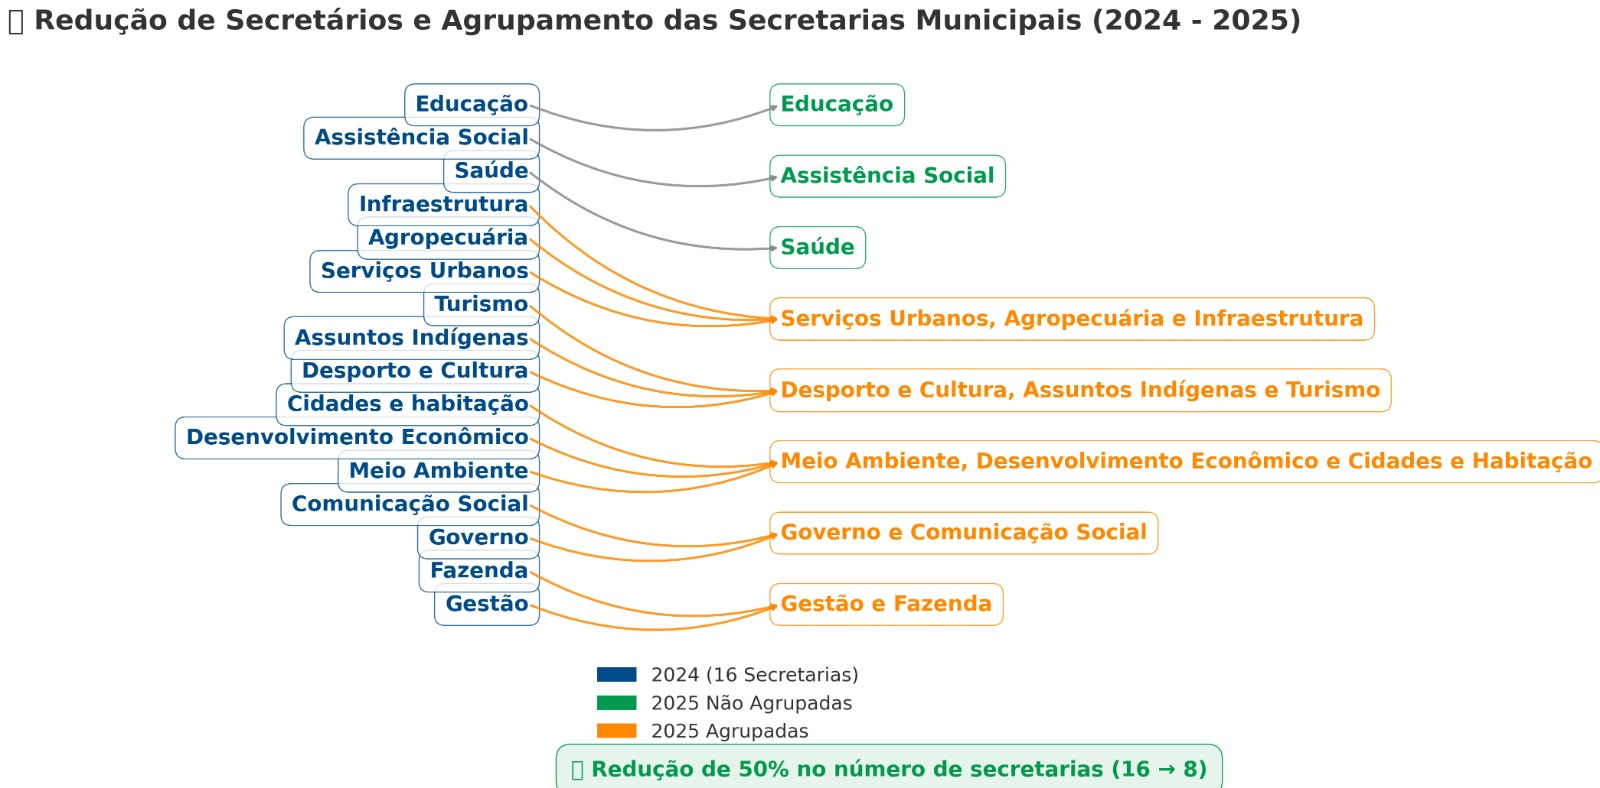 Redução de Secretários e Agrupamento das Secretarias Municipais (2024 - 2025)
Educação
Assistência Social
Saúde
Infraestrutura
Agropecuária
Serviços Urbanos
Turismo
Assuntos Indígenas
Desporto e Cultura
Cidades e habitação
Desenvolvimento Econômico
Meio Ambiente
Comunicação Social
Governo
Fazenda
Gestão
Educação
Assistência Social
Saúde
Serviços Urbanos, Agropecuária e Infraestrutura
Desporto e Cultura, Assuntos Indígenas e Turismo
Meio Ambiente, Desenvolvimento Econômico e Cidades e Habitação
Governo e Comunicação Social
Gestão e Fazenda
2024 (16 Secretarias)
2025 Não Agrupadas
2025 Agrupadas
Redução de 50% no número de secretarias (16 → 8)